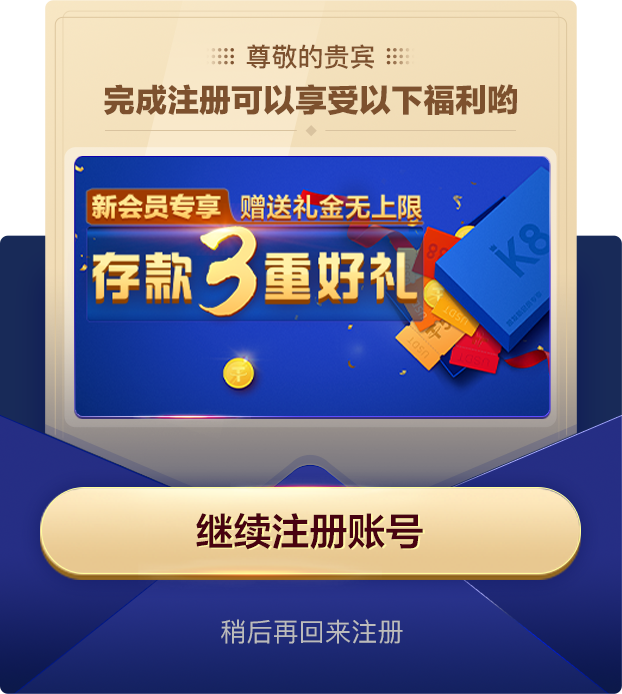 尊敬的贵宾
完成注册可以享受以下福利哟
新会员专享 赠送礼金无上限
存款3重好礼
k8
继续注册账号
稍后再回来注册